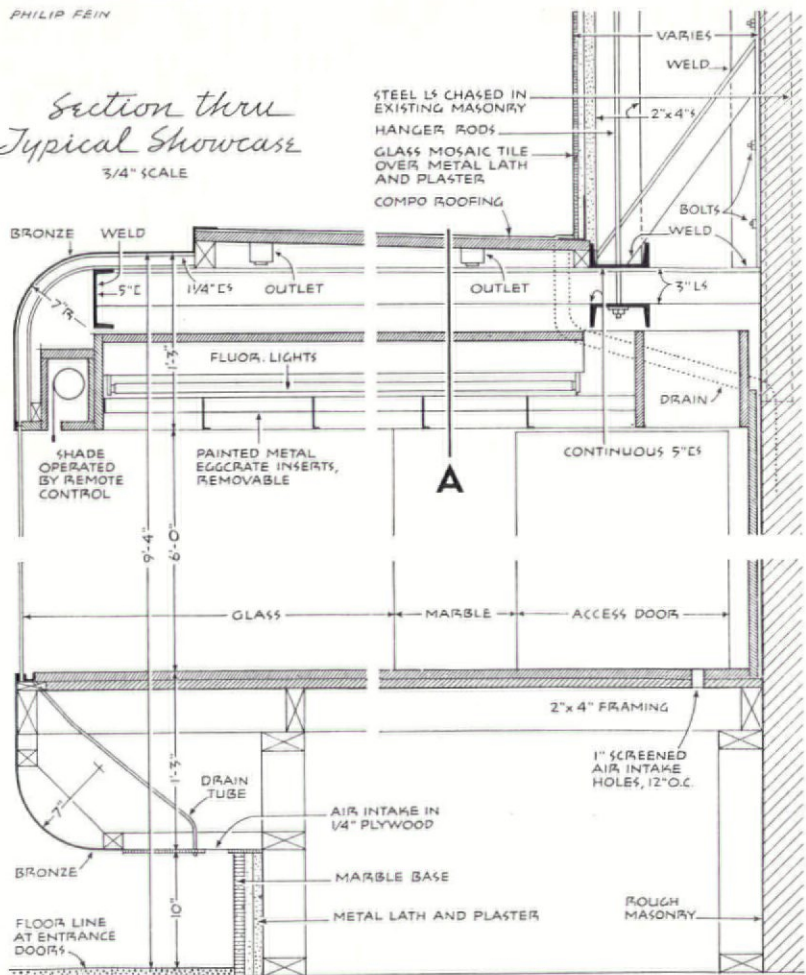 PHILIP FEIN
Section thru
Typical Showcase
3/4" SCALE
VARIES
WELD
STEEL LS CHASED IN
EXISTING MASONRY
2"x 4"S
HANGER RODS
GLASS MOSAIC TILE
OVER METAL LATH
AND PLASTER
COMPO ROOFING
BOLTS
WELD
BRONZE
WELD
5"[
1 1/4" [S
OUTLET
OUTLET
3" LS
7"R
1'-3"
FLUOR. LIGHTS
DRAIN
SHADE
OPERATED
BY REMOTE
CONTROL
PAINTED METAL
EGGCRATE INSERTS,
REMOVABLE
A
CONTINUOUS 5"[S
9'-4"
6'-0"
GLASS
MARBLE
ACCESS DOOR
2"x 4" FRAMING
1" SCREENED
AIR INTAKE
HOLES, 12"O.C.
1'-3"
7"
DRAIN
TUBE
AIR INTAKE IN
1/4" PLYWOOD
BRONZE
MARBLE BASE
10"
METAL LATH AND PLASTER
ROUGH
MASONRY
FLOOR LINE
AT ENTRANCE
DOORS